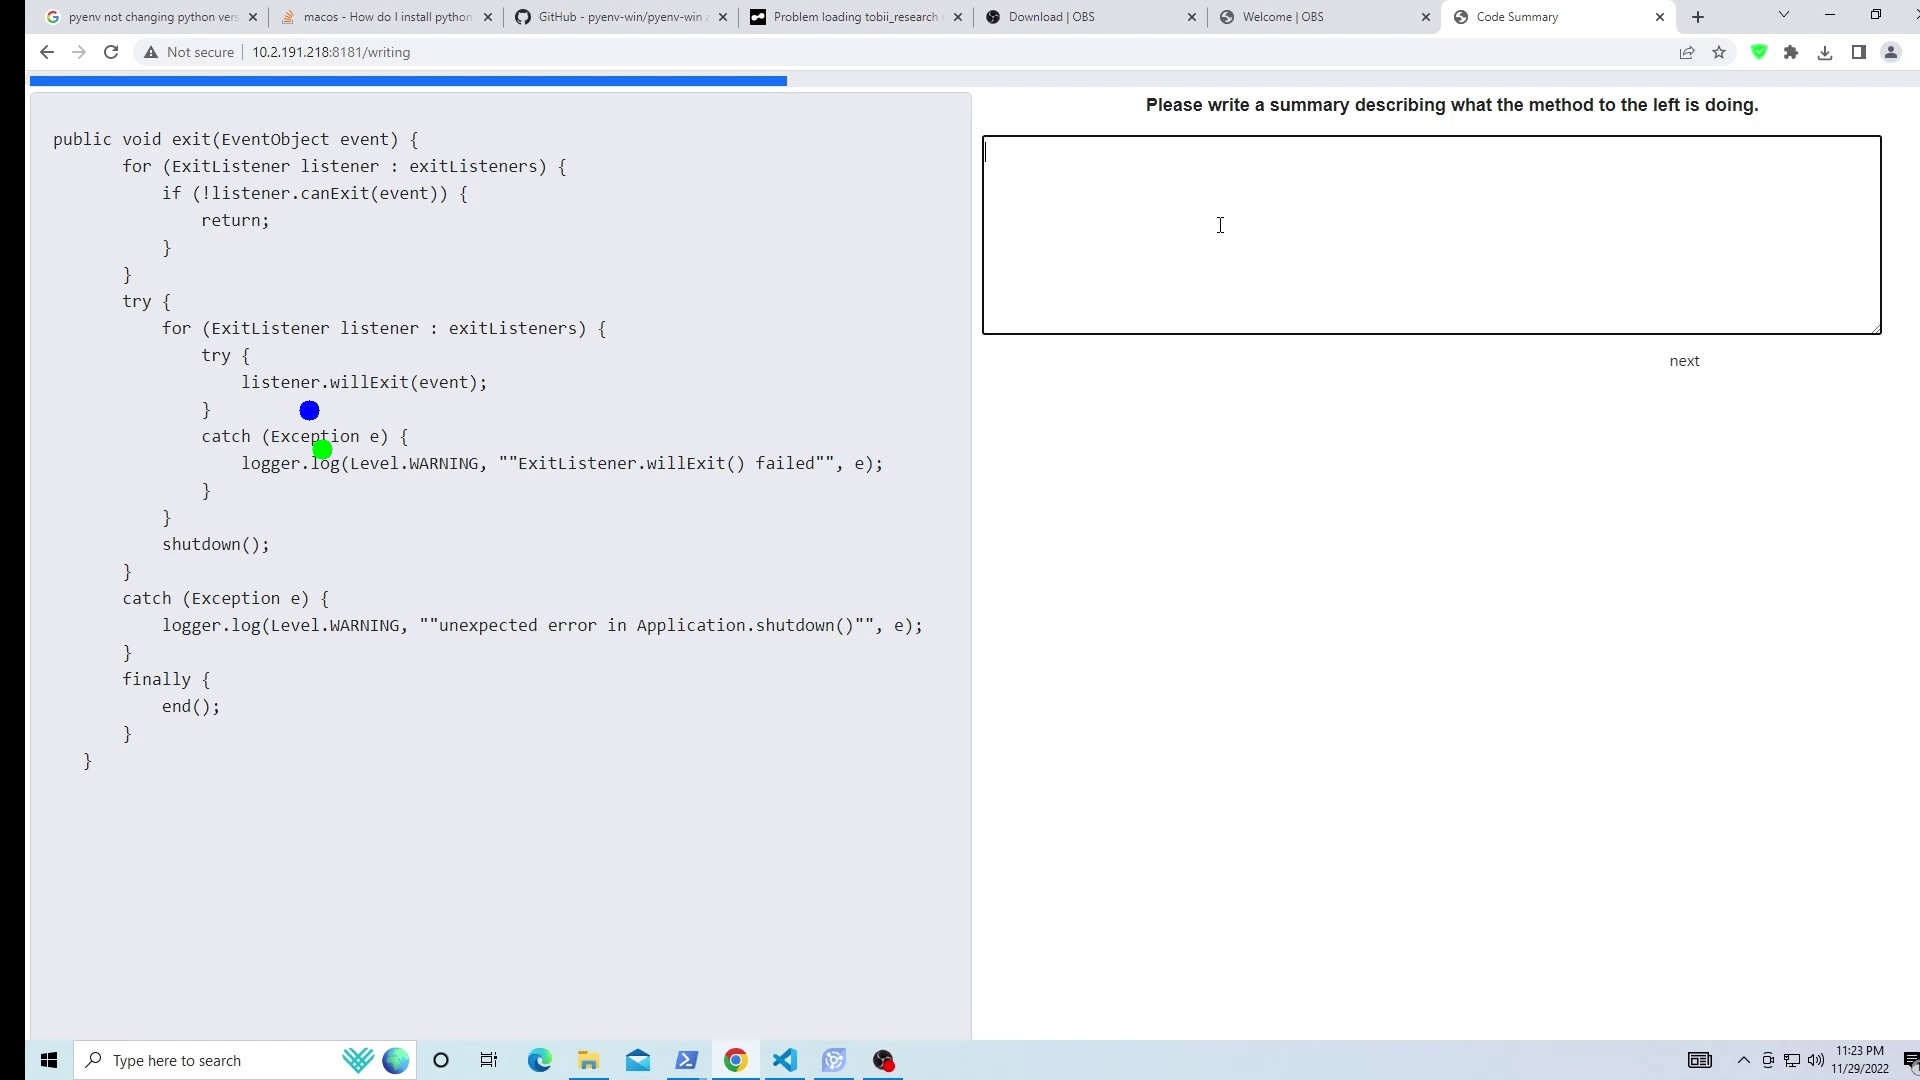 pyenv not changing python vers
macos - How do I install python
GitHub - pyenv-win/pyenv-win
Problem loading tobii_research
Download | OBS
Welcome | OBS
Code Summary
Not secure
10.2.191.218:8181/writing
public void exit(EventObject event) {
for (ExitListener listener : exitListeners) {
if (!listener.canExit(event)) {
return;
}
}
try {
for (ExitListener listener : exitListeners) {
try {
listener.willExit(event);
}
catch (Exception e) {
logger.log(Level.WARNING, ""ExitListener.willExit() failed"", e);
}
}
shutdown();
}
catch (Exception e) {
logger.log(Level.WARNING, ""unexpected error in Application.shutdown()"", e);
}
finally {
end();
}
}
Please write a summary describing what the method to the left is doing.
next
Type here to search
11:23 PM
11/29/2022